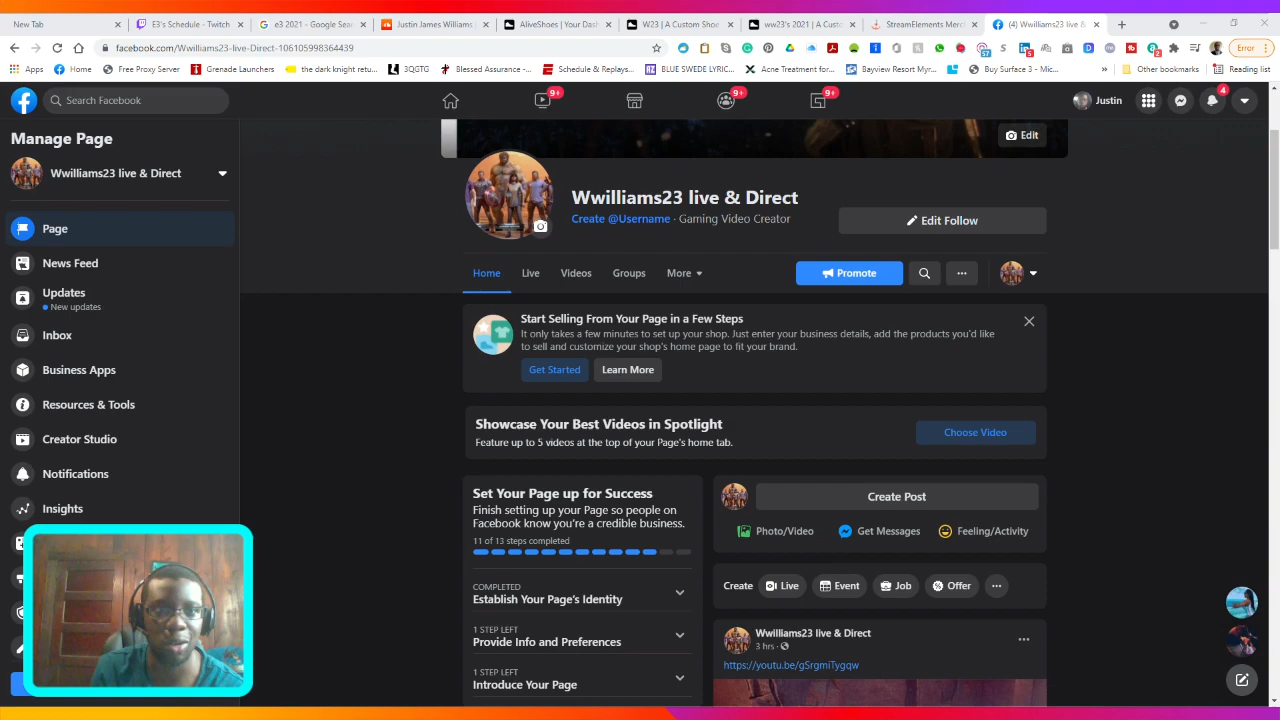 New Tab
E3's Schedule - Twitch
e3 2021 - Google Sear
Justin James Williams
AliveShoes | Your Dash
W23 | A Custom Shoe
ww23's 2021 | A Custo
StreamElements Merc
(4) Wwilliams23 live &
facebook.com/Wwilliams23-live-Direct-106105998364439
Error
Apps
Home
Free Proxy Server
Grenade Launchers
the dark knight retu...
3QGTG
Blessed Assurance -...
Schedule & Replays...
BLUE SWEDE LYRIC...
Acne Treatment for...
Bayview Resort Myr...
Buy Surface 3 - Mic...
»
Other bookmarks
Reading list
Search Facebook
9+
9+
9+
Justin
4
Manage Page
Wwilliams23 live & Direct
Page
News Feed
Updates
New updates
Inbox
Business Apps
Resources & Tools
Creator Studio
Notifications
Insights
Edit
Wwilliams23 live & Direct
Create @Username · Gaming Video Creator
Edit Follow
Home
Live
Videos
Groups
More
Promote
Start Selling From Your Page in a Few Steps
It only takes a few minutes to set up your shop. Just enter your business details, add the products you'd like
to sell and customize your shop's home page to fit your brand.
Get Started
Learn More
Showcase Your Best Videos in Spotlight
Feature up to 5 videos at the top of your Page's home tab.
Choose Video
Set Your Page up for Success
Finish setting up your Page so people on
Facebook know you're a credible business.
11 of 13 steps completed
COMPLETED
Establish Your Page's Identity
1 STEP LEFT
Provide Info and Preferences
1 STEP LEFT
Introduce Your Page
Create Post
Photo/Video
Get Messages
Feeling/Activity
Create
Live
Event
Job
Offer
Wwilliams23 live & Direct
3 hrs ·
https://youtu.be/gSrgmiTygqw